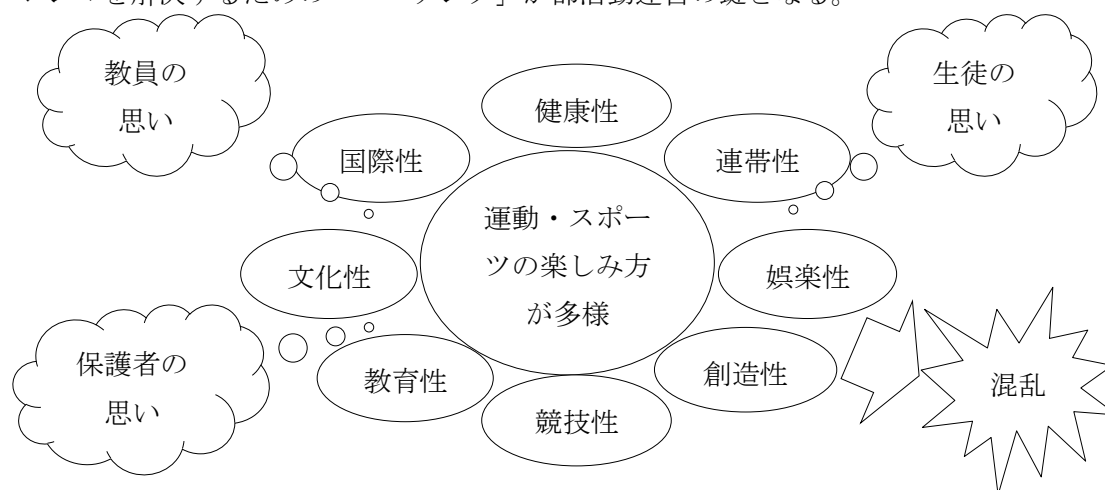 教員の
思い
生徒の
思い
健康性
国際性
連帯性
運動・スポー
ツの楽しみ方
が多様
文化性
娯楽性
保護者の
思い
教育性
創造性
競技性
混乱